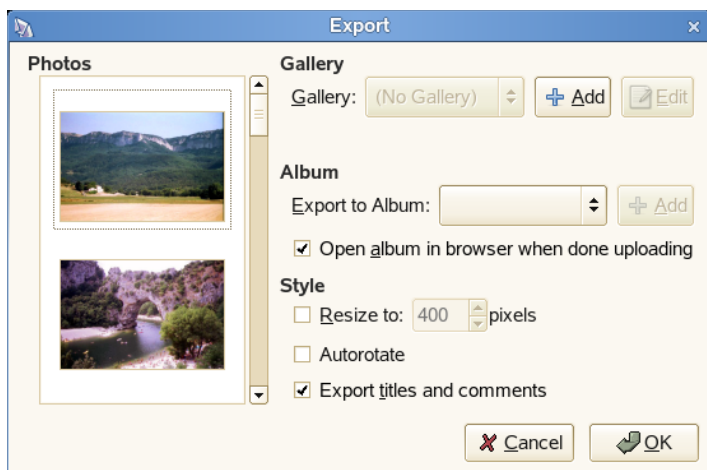 Export
Photos
Gallery
Gallery: (No Gallery) Add Edit
Album
Export to Album: Add
Open album in browser when done uploading
Style
Resize to: 400 pixels
Autorotate
Export titles and comments
Cancel OK